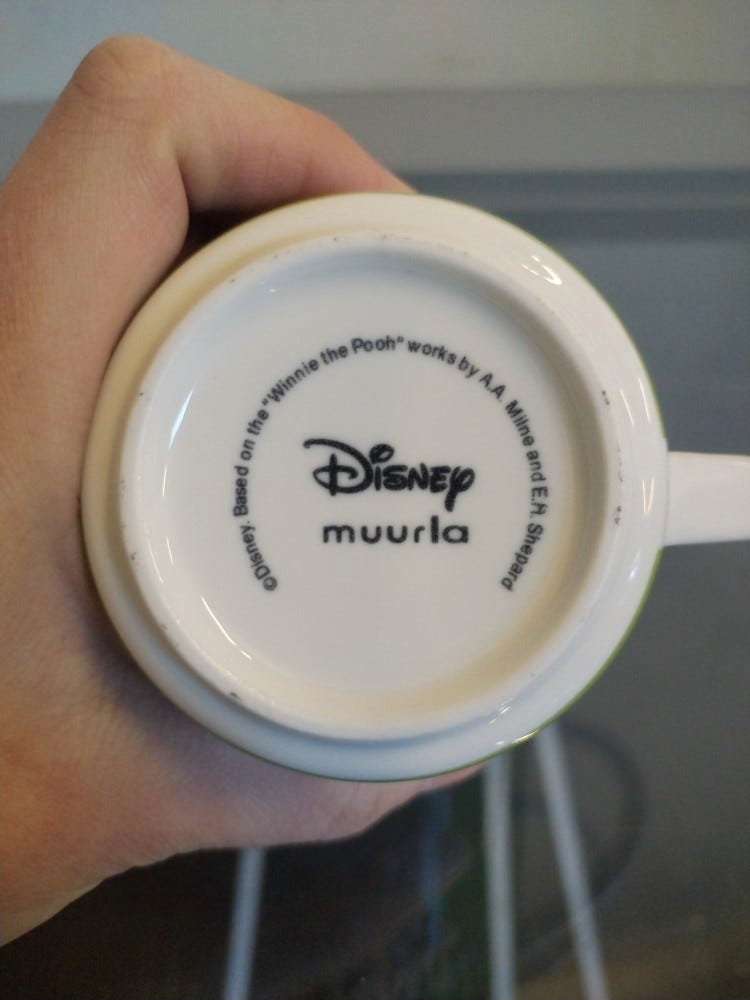 ©Disney. Based on the "Winnie the Pooh" works by A.A. Milne and E.H. Shepard
Disney
muurla